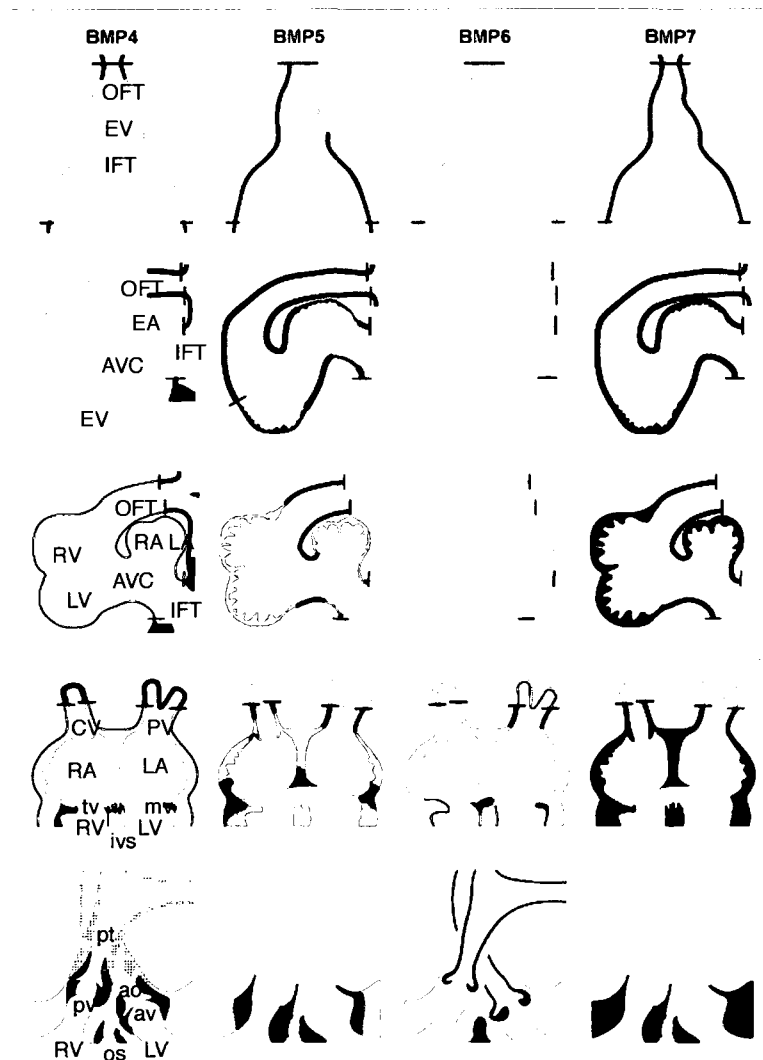 BMP4 BMP5 BMP6 BMP7
OFT
EV
IFT
OFT
EA
IFT
AVC
EV
OFT
RA LA
RV
AVC
LV
IFT
CV PV
RA LA
tv m
RV LV
ivs
pt
ao
pv
av
RV os LV